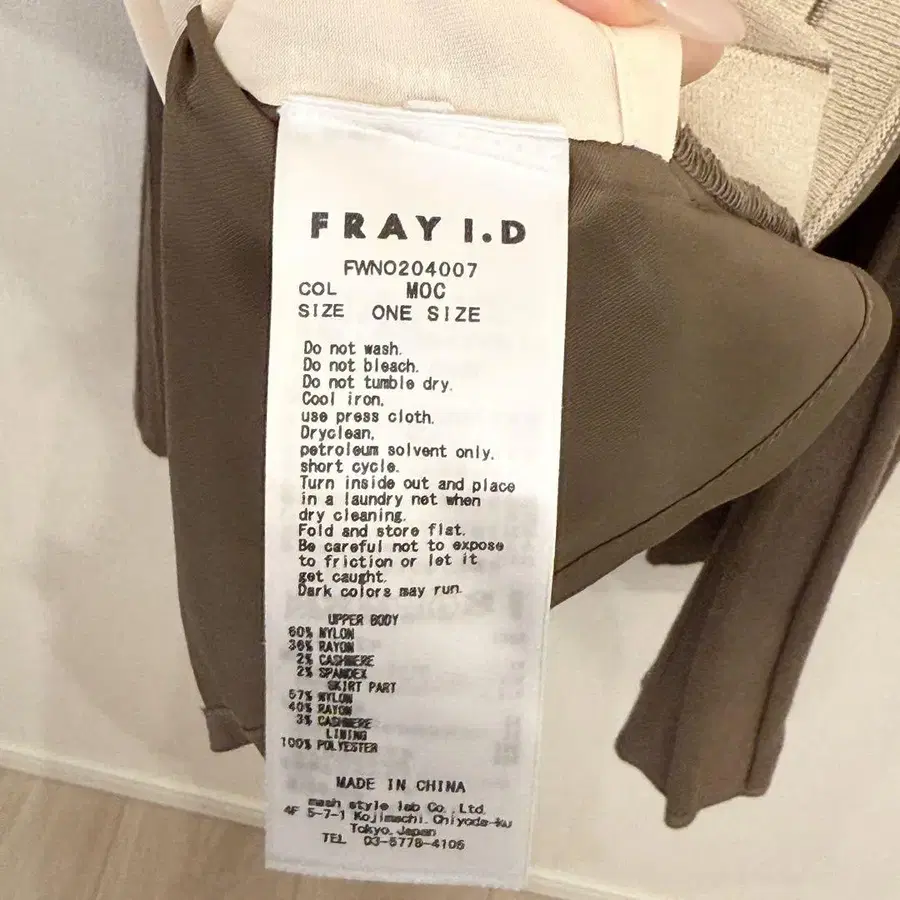 FRAY I.D
FWNO204007
COL MOC
SIZE ONE SIZE
Do not wash.
Do not bleach.
Do not tumble dry.
Cool iron.
use press cloth.
Dryclean,
petroleum solvent only,
short cycle.
Turn inside out and place
in a laundry net when
dry cleaning.
Fold and store flat.
Be careful not to expose
to friction or let it
get caught.
Dark colors may run.
UPPER BODY
60% NYLON
36% RAYON
2% CASHMERE
2% SPANDEX
SKIRT PART
57% NYLON
40% RAYON
3% CASHMERE
LINING
100% POLYESTER
MADE IN CHINA
mash style lab Co.,Ltd.
4F 5-7-1 Kojimachi, Chiyoda-ku
Tokyo, Japan
TEL 03-5778-4105